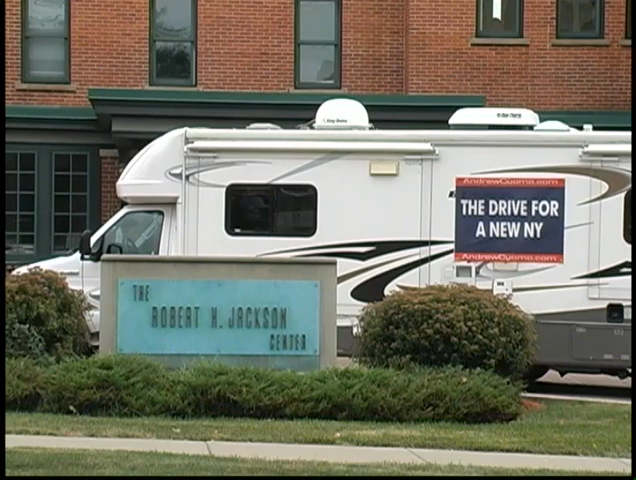 AndrewCuomo.com
THE DRIVE FOR
A NEW NY
AndrewCuomo.com
THE
ROBERT H. JACKSON
CENTER